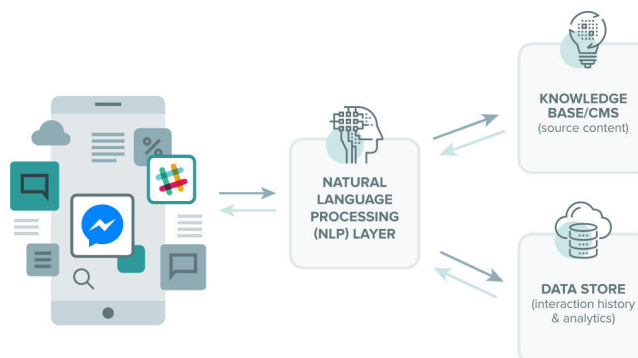 %
NATURAL
LANGUAGE
PROCESSING
(NLP) LAYER
KNOWLEDGE
BASE/CMS
(source content)
DATA STORE
(interaction history
& analytics)